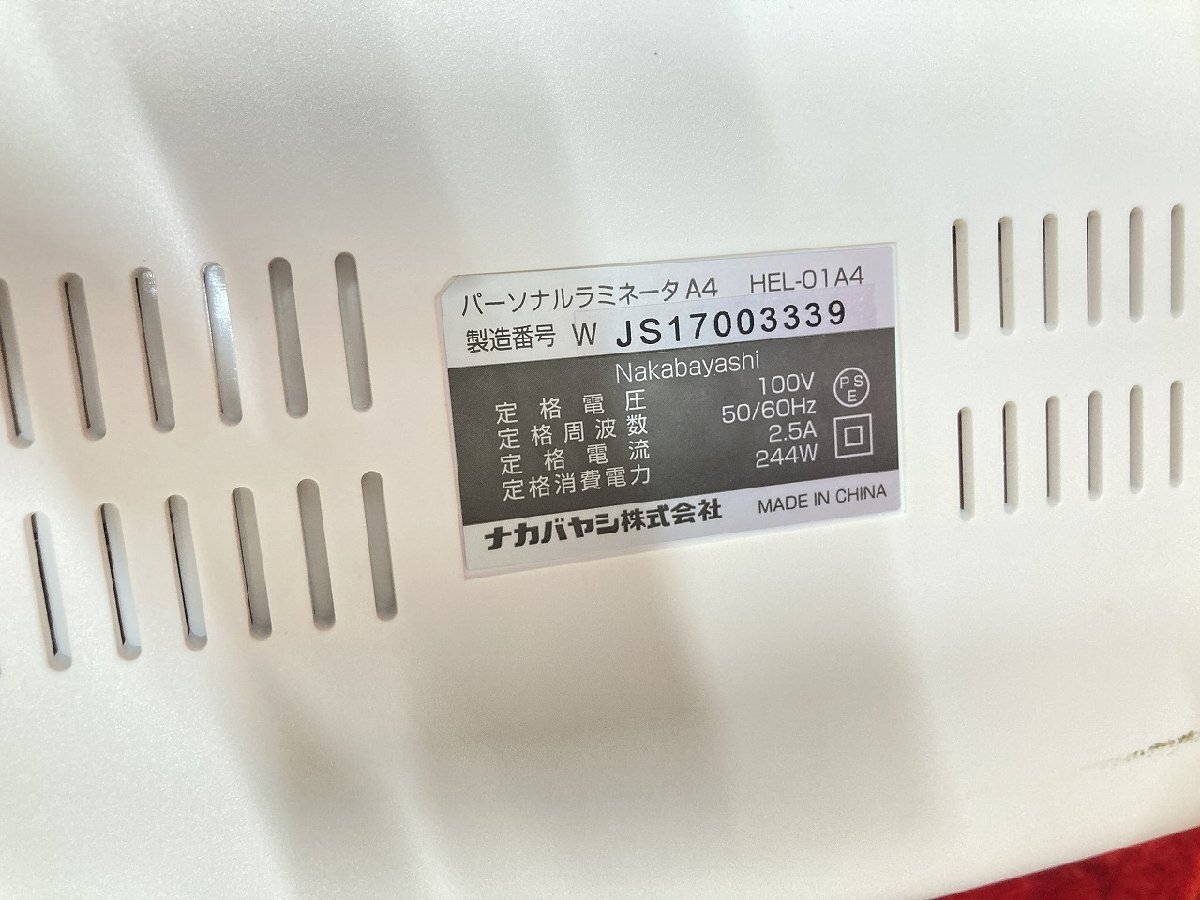 パーソナルラミネータ A4 HEL-01A4
製造番号 W JS17003339
Nakabayashi
定格電圧 100V
定格周波数 50/60Hz
定格電流 2.5A
定格消費電力 244W
PSE
ナカバヤシ株式会社 MADE IN CHINA